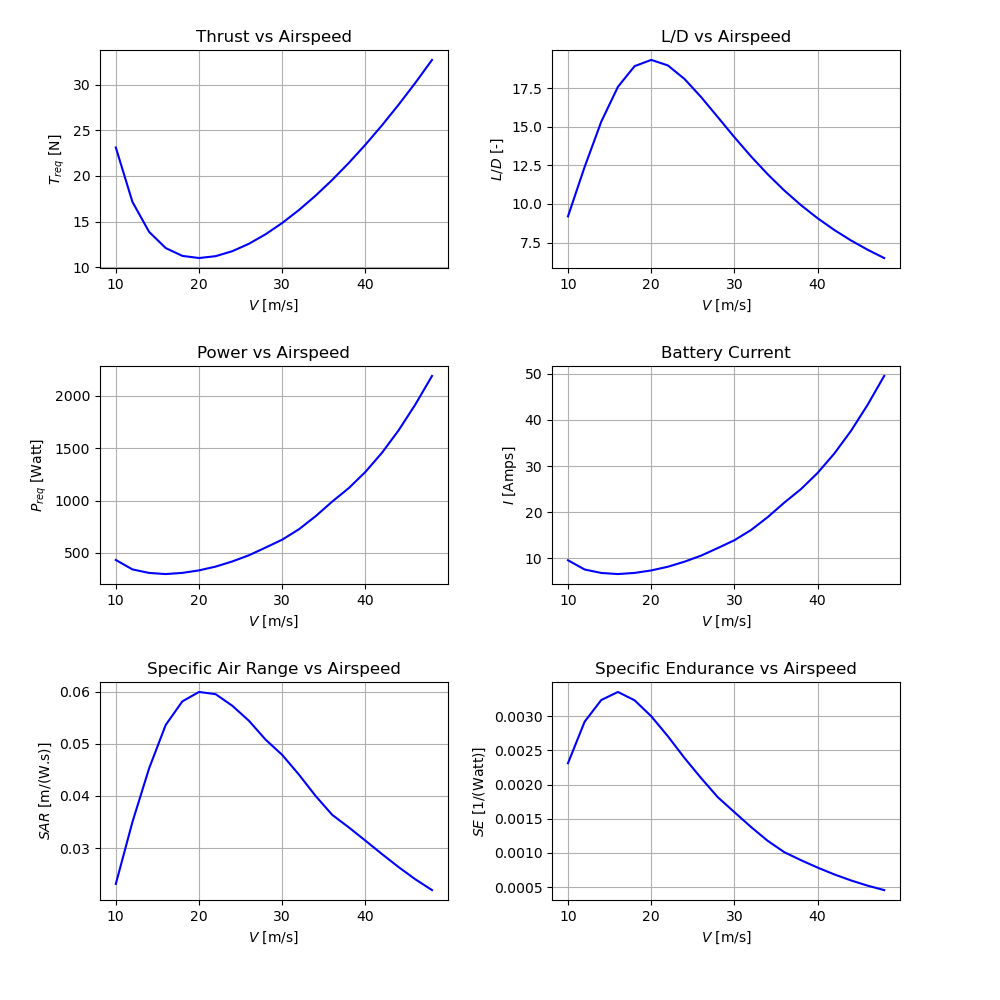 Thrust vs Airspeed
T_req [N]
30
25
20
15
10
10 20 30 40
V [m/s]
L/D vs Airspeed
L/D [-]
17.5
15.0
12.5
10.0
7.5
10 20 30 40
V [m/s]
Power vs Airspeed
P_req [Watt]
2000
1500
1000
500
10 20 30 40
V [m/s]
Battery Current
I [Amps]
50
40
30
20
10
10 20 30 40
V [m/s]
Specific Air Range vs Airspeed
SAR [m/(W.s)]
0.06
0.05
0.04
0.03
10 20 30 40
V [m/s]
Specific Endurance vs Airspeed
SE [1/(Watt)]
0.0030
0.0025
0.0020
0.0015
0.0010
0.0005
10 20 30 40
V [m/s]